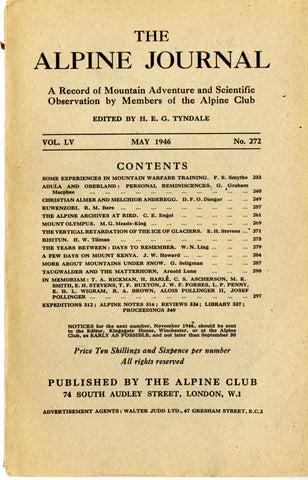 THE
ALPINE JOURNAL
A Record of Mountain Adventure and Scientific
Observation by Members of the Alpine Club
EDITED BY H. E. G. TYNDALE
VOL. LV MAY 1946 No. 272
CONTENTS
SOME EXPERIENCES IN MOUNTAIN WARFARE TRAINING. F. S. Smythe 233
ADULA AND OBERLAND: PERSONAL REMINISCENCES. G. Graham
Macphee 240
CHRISTIAN ALMER AND MELCHIOR ANDEREGG. D. F. O. Dangar 249
RUWENZORI. R. M. Bere 257
THE ALPINE ARCHIVES AT RIED. C. E. Engel 261
MOUNT OLYMPUS. M. G. Meade-King 269
THE VERTICAL RETARDATION OF THE ICE OF GLACIERS. E. H. Stevens 271
BISITUN. H. W. Tilman 275
THE YEARS BETWEEN: DAYS TO REMEMBER. W. N. Ling 279
A FEW DAYS ON MOUNT KENYA. J. W. Howard 284
MORE ABOUT MOUNTAINS UNDER SNOW. G. Seligman 287
TAUGWALDER AND THE MATTERHORN. Arnold Lunn 290
IN MEMORIAM: T. A. RICKMAN, H. HARLÉ, C. S. ASCHERSON, M. K.
SMITH, E. H. STEVENS, T. F. BUXTON, J. W. F. FORBES, L. P. PENNY,
E. H. L. WIGRAM, R. A. BROWN, ALOIS POLLINGER II, JOSEF
POLLINGER 297
EXPEDITIONS 312; ALPINE NOTES 314; REVIEWS 324; LIBRARY 337;
PROCEEDINGS 340
NOTICES for the next number, November 1946, should be sent
to the Editor, Kingsgate House, Winchester, or at the Alpine
Club, as EARLY AS POSSIBLE, and not later than September 30
Price Ten Shillings and Sixpence per number
All rights reserved
PUBLISHED BY THE ALPINE CLUB
74 SOUTH AUDLEY STREET, LONDON, W.1
ADVERTISEMENT AGENTS: WALTER JUDD LTD., 47 GRESHAM STREET, E.C.2